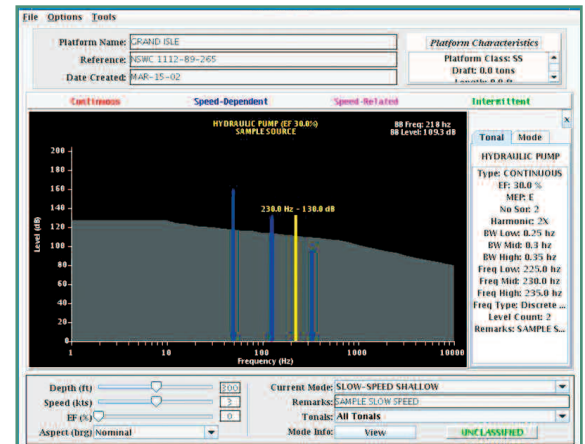 File Options Tools
Platform Name: GRAND ISLE
Reference: NSWC 1112-89-265
Date Created: MAR-15-02
Platform Characteristics
Platform Class: SS
Draft: 0.0 tons
Continuous Speed-Dependent Speed-Related Intermittent
HYDRAULIC PUMP (EF 30.0%)
SAMPLE SOURCE
BB Freq: 218 hz
BB Level: 109.3 dB
230.0 Hz - 130.0 dB
Level (dB)
200
180
160
140
120
100
80
60
40
20
0
1 10 100 1000 10000
Frequency (Hz)
x
Tonal Mode
HYDRAULIC PUMP
Type: CONTINUOUS
EF: 30.0 %
MEP: E
No Sor: 2
Harmonic: 2X
BW Low: 0.25 hz
BW Mid: 0.3 hz
BW High: 0.35 hz
Freq Low: 225.0 hz
Freq Mid: 230.0 hz
Freq High: 235.0 hz
Freq Type: Discrete ...
Level Count: 2
Remarks: SAMPLE S...
Depth (ft) 200
Speed (kts) 3
EF (%) 0
Aspect (brg) Nominal
Current Mode: SLOW-SPEED SHALLOW
Remarks: SAMPLE SLOW SPEED
Tonals: All Tonals
Mode Info: View UNCLASSIFIED